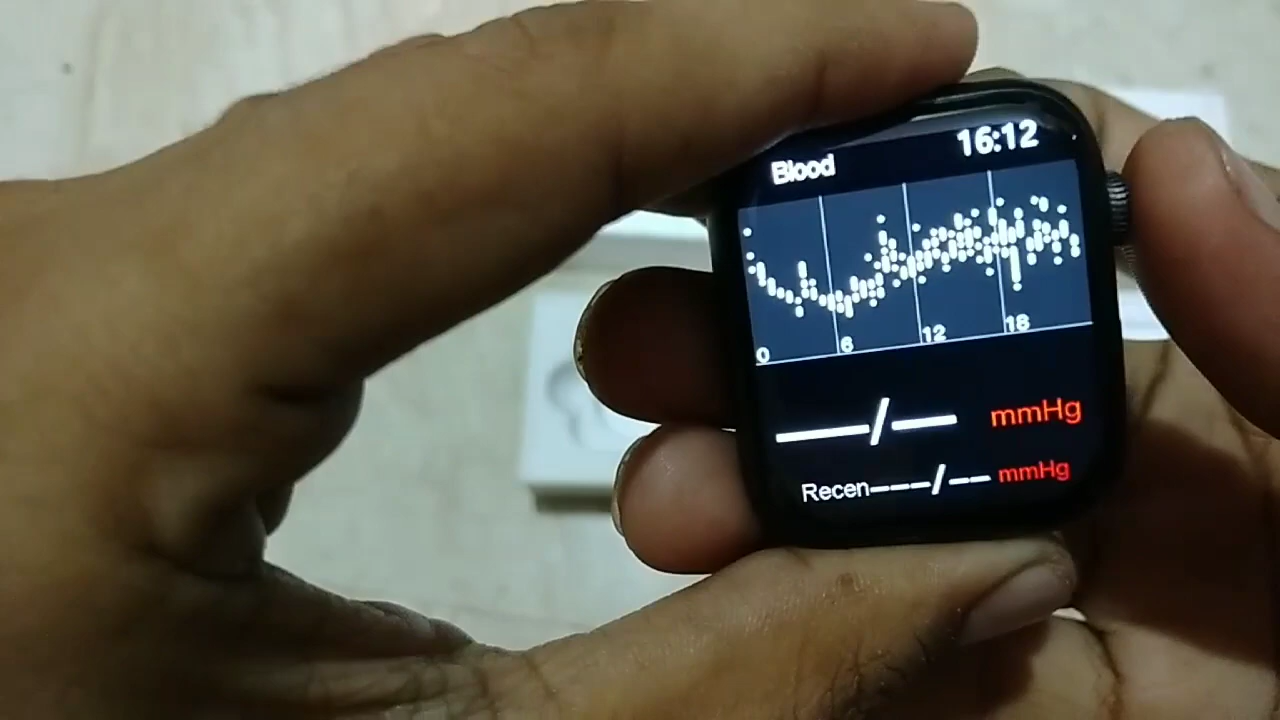 16:12
Blood
0 6 12 18
--/-- mmHg
Recen---/-- mmHg